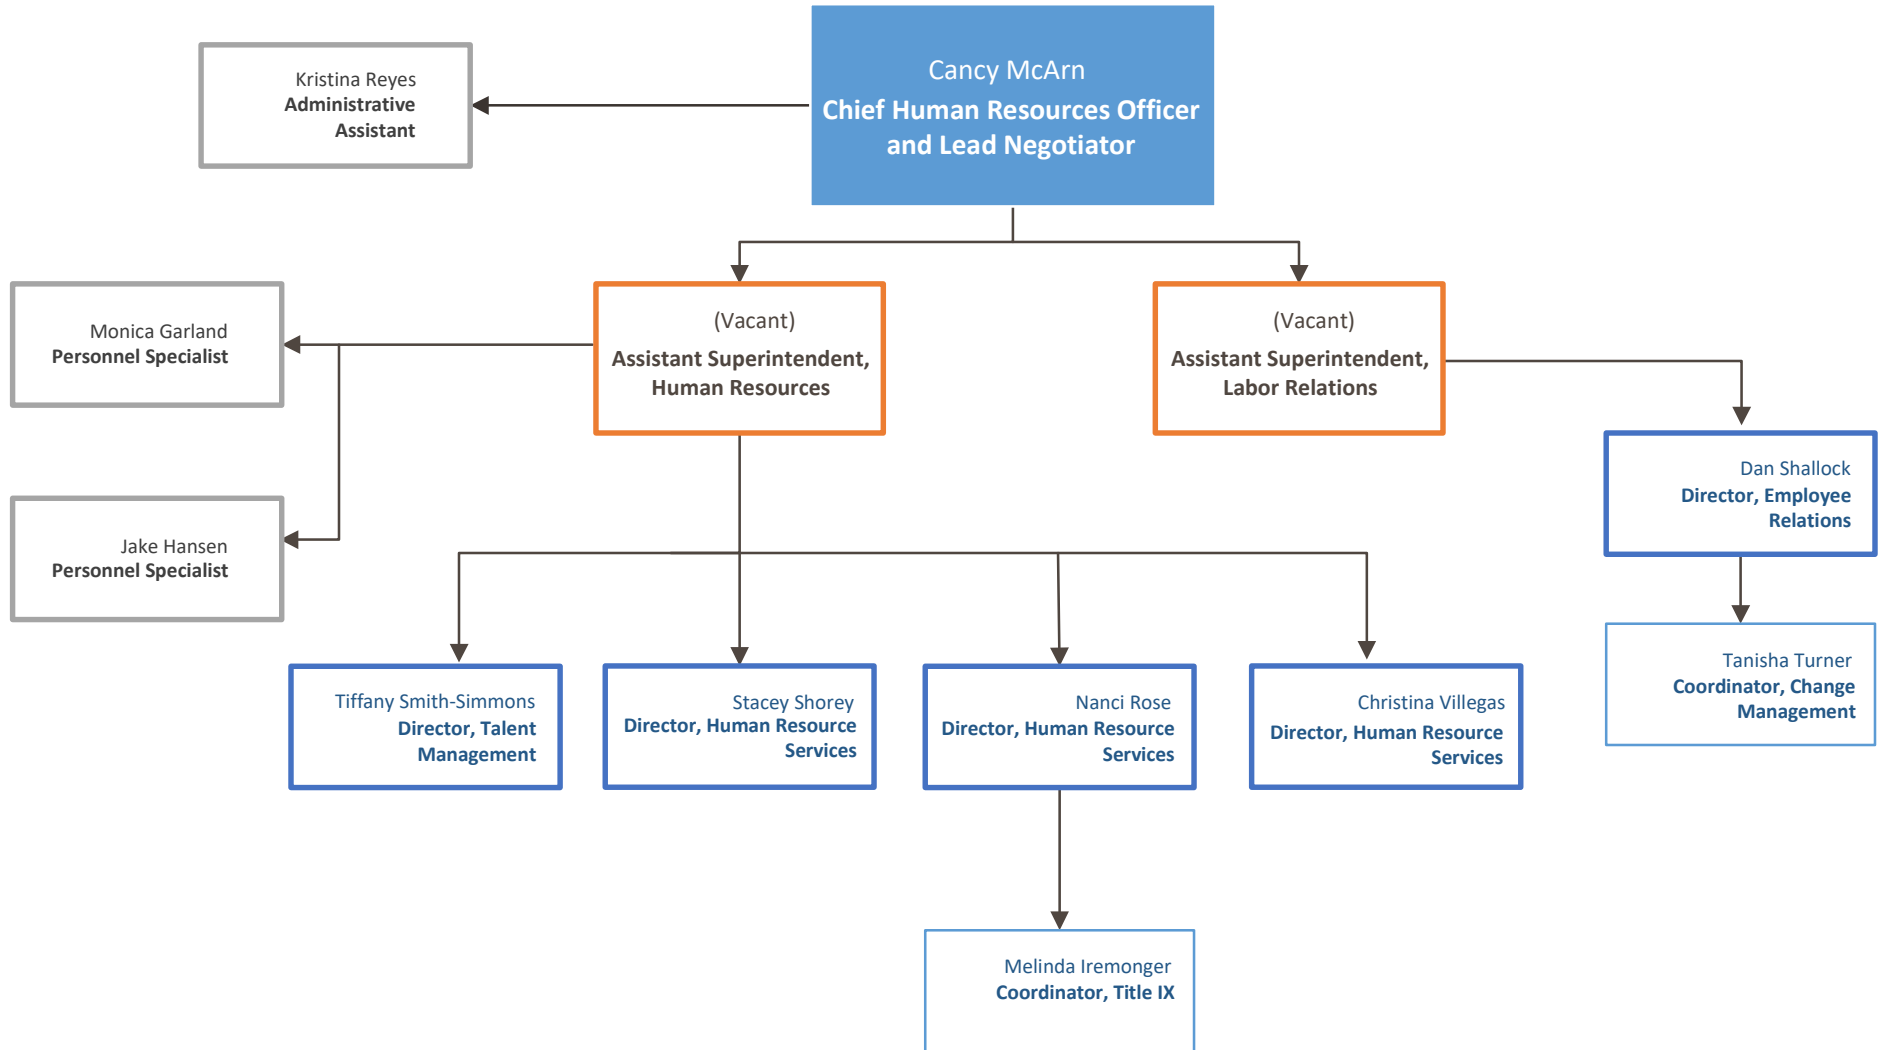 Kristina Reyes
Administrative
Assistant
Cancy McArn
Chief Human Resources Officer
and Lead Negotiator
Monica Garland
Personnel Specialist
(Vacant)
Assistant Superintendent,
Human Resources
(Vacant)
Assistant Superintendent,
Labor Relations
Dan Shallock
Director, Employee
Relations
Jake Hansen
Personnel Specialist
Tiffany Smith-Simmons
Director, Talent
Management
Stacey Shorey
Director, Human Resource
Services
Nanci Rose
Director, Human Resource
Services
Christina Villegas
Director, Human Resource
Services
Tanisha Turner
Coordinator, Change
Management
Melinda Iremonger
Coordinator, Title IX